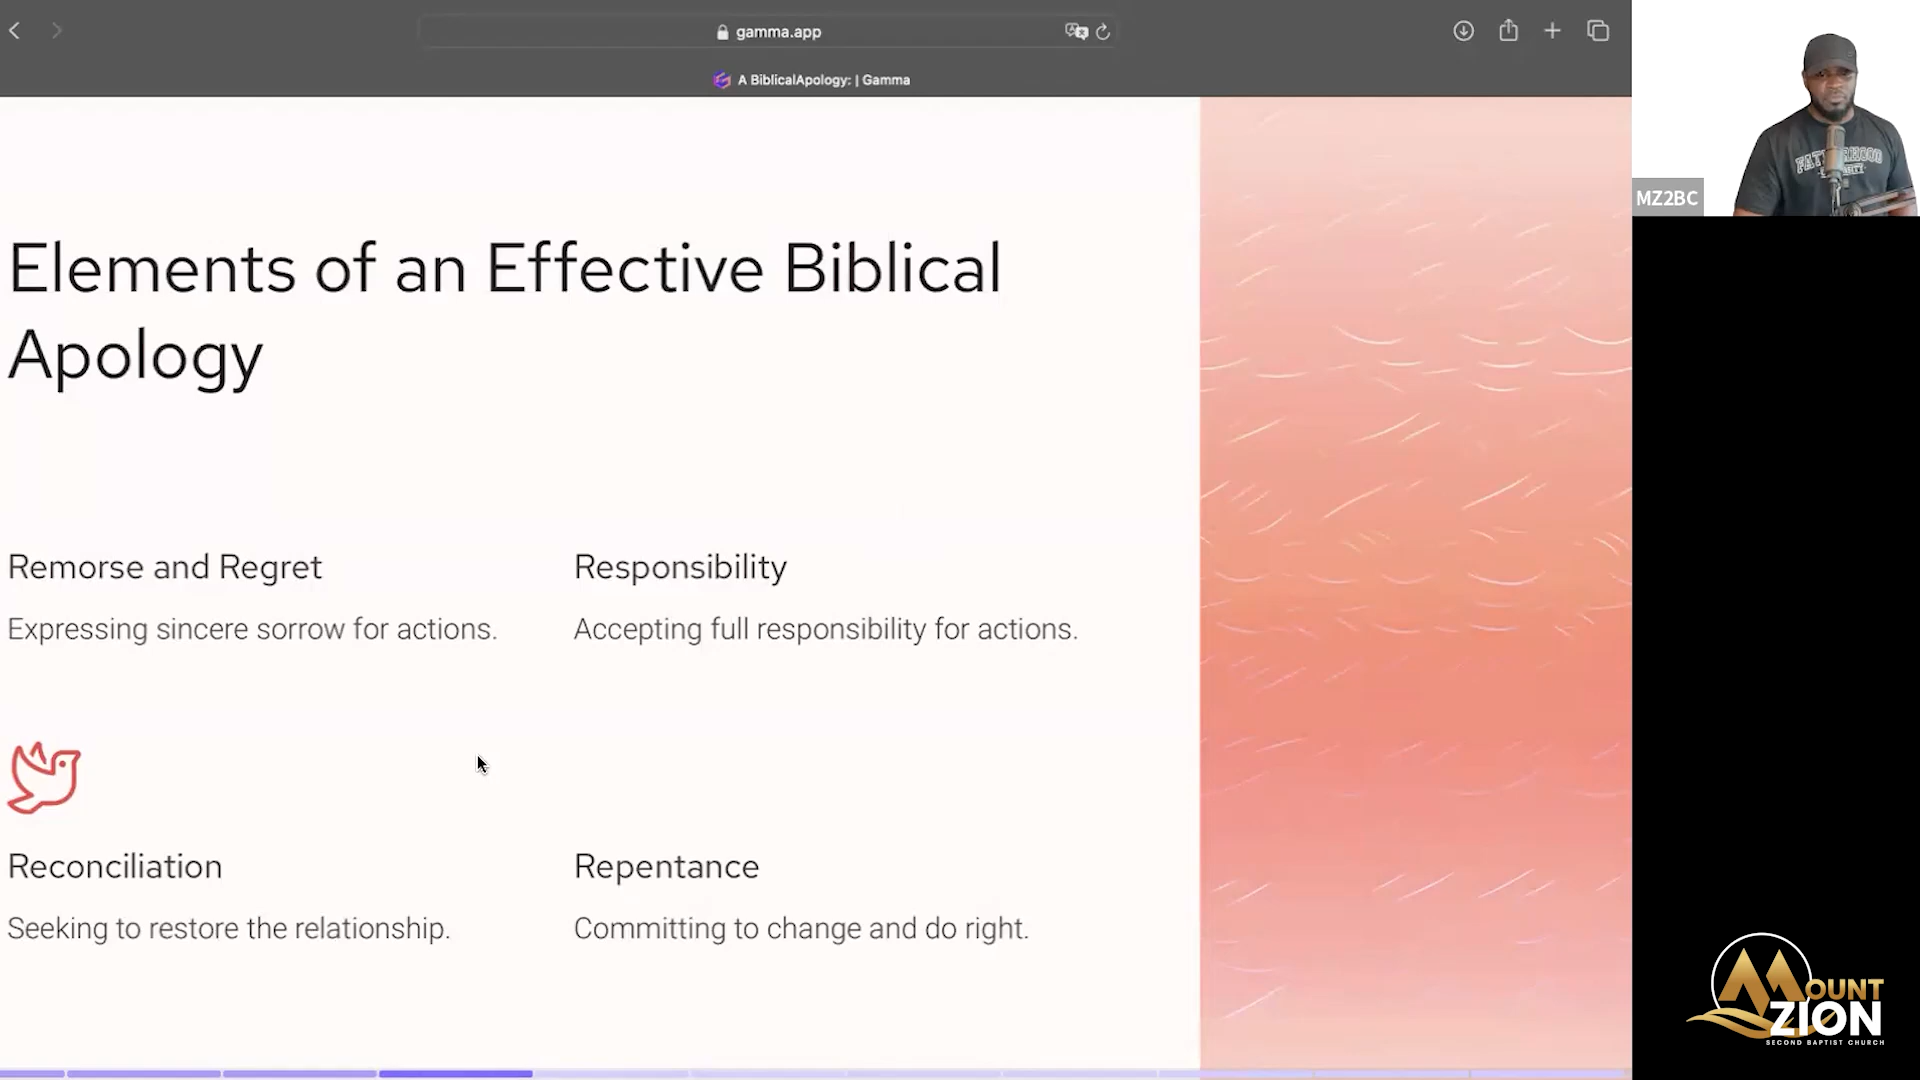 gamma.app
A BiblicalApology: | Gamma
MZ2BC
Elements of an Effective Biblical
Apology
Remorse and Regret
Expressing sincere sorrow for actions.
Responsibility
Accepting full responsibility for actions.
Reconciliation
Seeking to restore the relationship.
Repentance
Committing to change and do right.
MOUNT
ZION
SECOND BAPTIST CHURCH